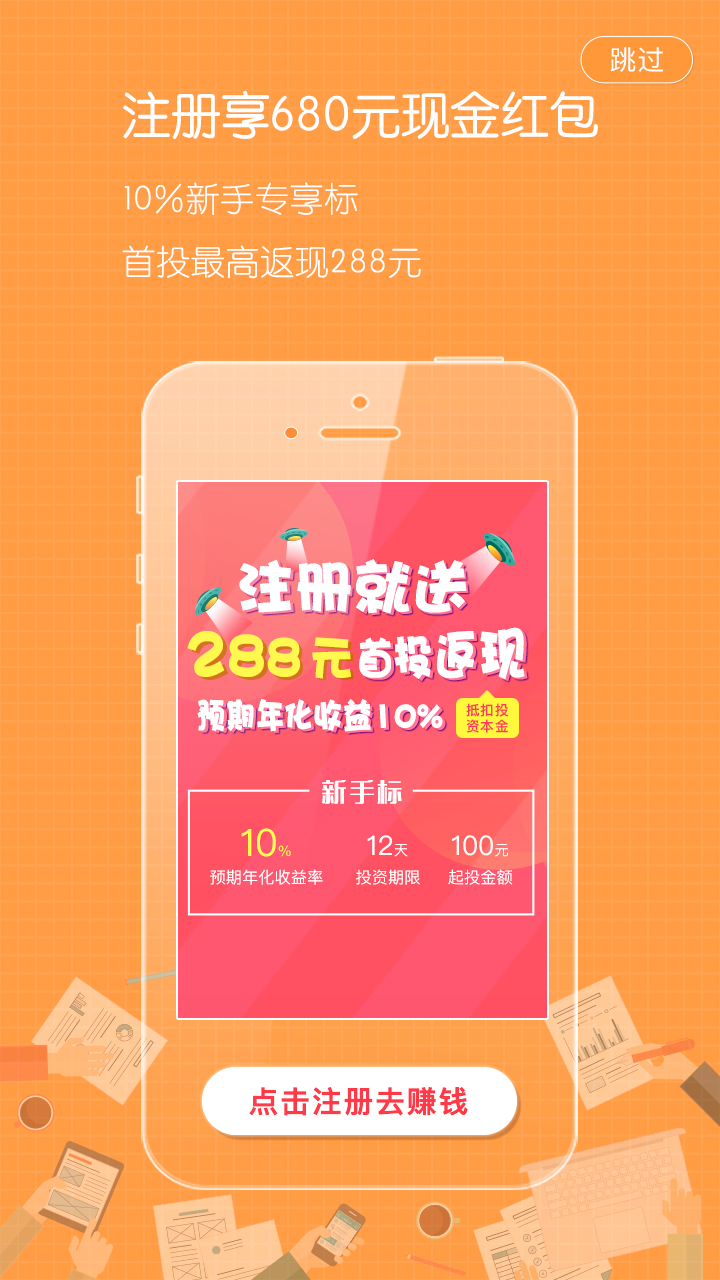 跳过
注册享680元现金红包
10%新手专享标
首投最高返现288元
注册就送
288元首投返现
预期年化收益10%
抵扣投
资本金
新手标
10% 12天 100元
预期年化收益率 投资期限 起投金额
点击注册去赚钱